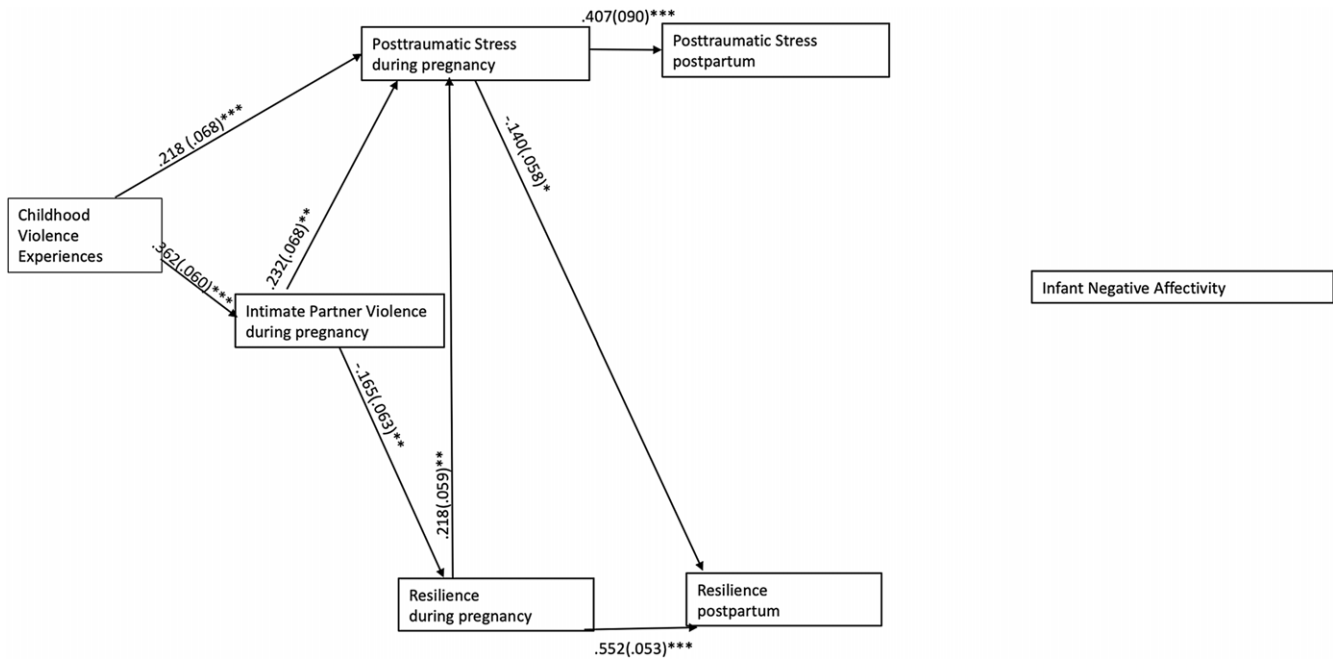 .407(090)***
Posttraumatic Stress
during pregnancy
Posttraumatic Stress
postpartum
.218 (.068)***
-.140(.058)*
Childhood
Violence
Experiences
.362(.060)***
.232(.068)**
Infant Negative Affectivity
Intimate Partner Violence
during pregnancy
-.165(.063)**
.218(.059)**
Resilience
during pregnancy
Resilience
postpartum
.552(.053)***